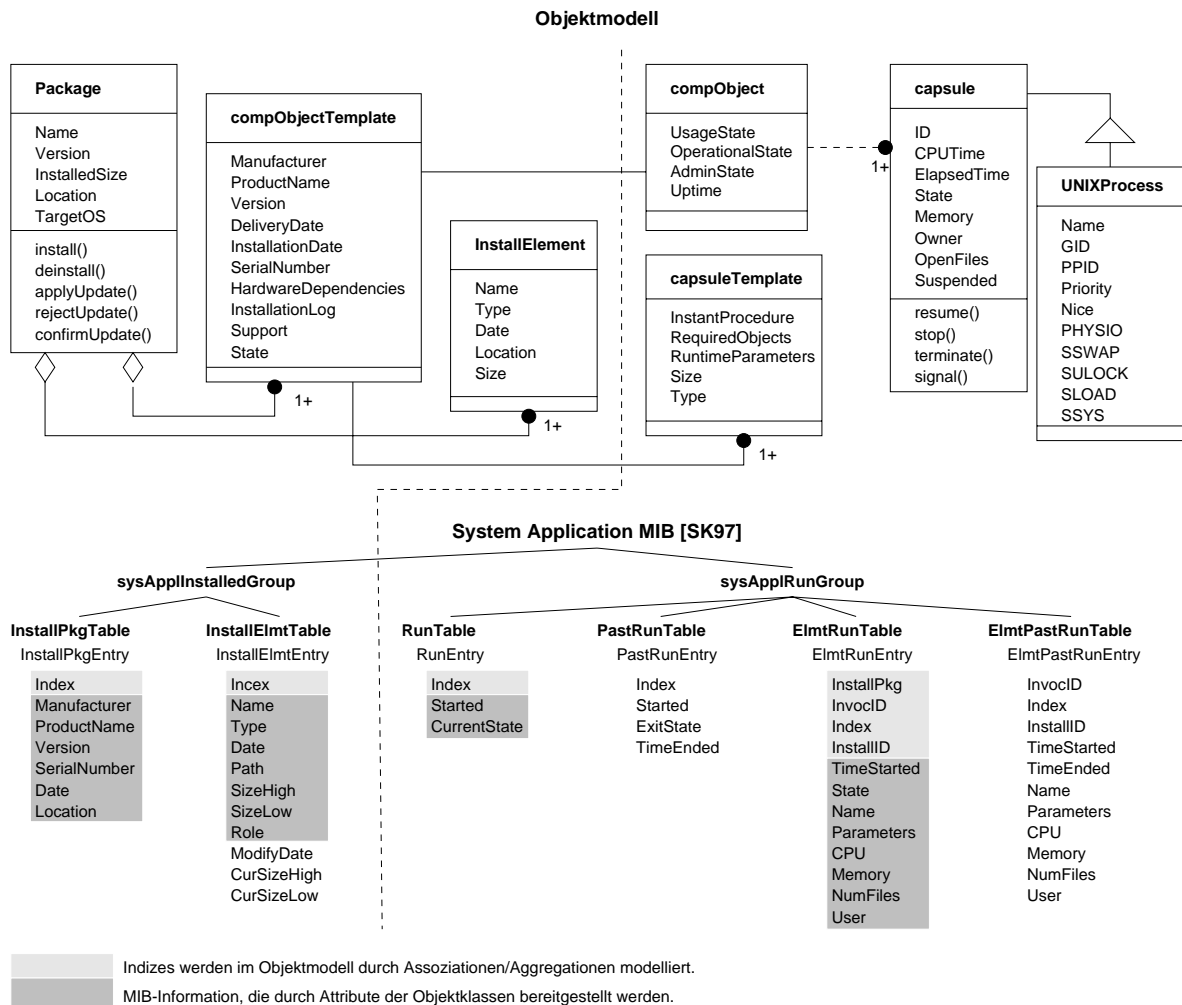 Objektmodell
Package
Name
Version
InstalledSize
Location
TargetOS
install()
deinstall()
applyUpdate()
rejectUpdate()
confirmUpdate()
compObjectTemplate
Manufacturer
ProductName
Version
DeliveryDate
InstallationDate
SerialNumber
HardwareDependencies
InstallationLog
Support
State
1+
InstallElement
Name
Type
Date
Location
Size
1+
compObject
UsageState
OperationalState
AdminState
Uptime
1+
capsuleTemplate
InstantProcedure
RequiredObjects
RuntimeParameters
Size
Type
1+
capsule
ID
CPUTime
ElapsedTime
State
Memory
Owner
OpenFiles
Suspended
resume()
stop()
terminate()
signal()
UNIXProcess
Name
GID
PPID
Priority
Nice
PHYSIO
SSWAP
SULOCK
SLOAD
SSYS
System Application MIB [SK97]
sysApplInstalledGroup
sysApplRunGroup
InstallPkgTable
InstallPkgEntry
Index
Manufacturer
ProductName
Version
SerialNumber
Date
Location
InstallElmtTable
InstallElmtEntry
Incex
Name
Type
Date
Path
SizeHigh
SizeLow
Role
ModifyDate
CurSizeHigh
CurSizeLow
RunTable
RunEntry
Index
Started
CurrentState
PastRunTable
PastRunEntry
Index
Started
ExitState
TimeEnded
ElmtRunTable
ElmtRunEntry
InstallPkg
InvocID
Index
InstallID
TimeStarted
State
Name
Parameters
CPU
Memory
NumFiles
User
ElmtPastRunTable
ElmtPastRunEntry
InvocID
Index
InstallID
TimeStarted
TimeEnded
Name
Parameters
CPU
Memory
NumFiles
User
Indizes werden im Objektmodell durch Assoziationen/Aggregationen modelliert.
MIB-Information, die durch Attribute der Objektklassen bereitgestellt werden.